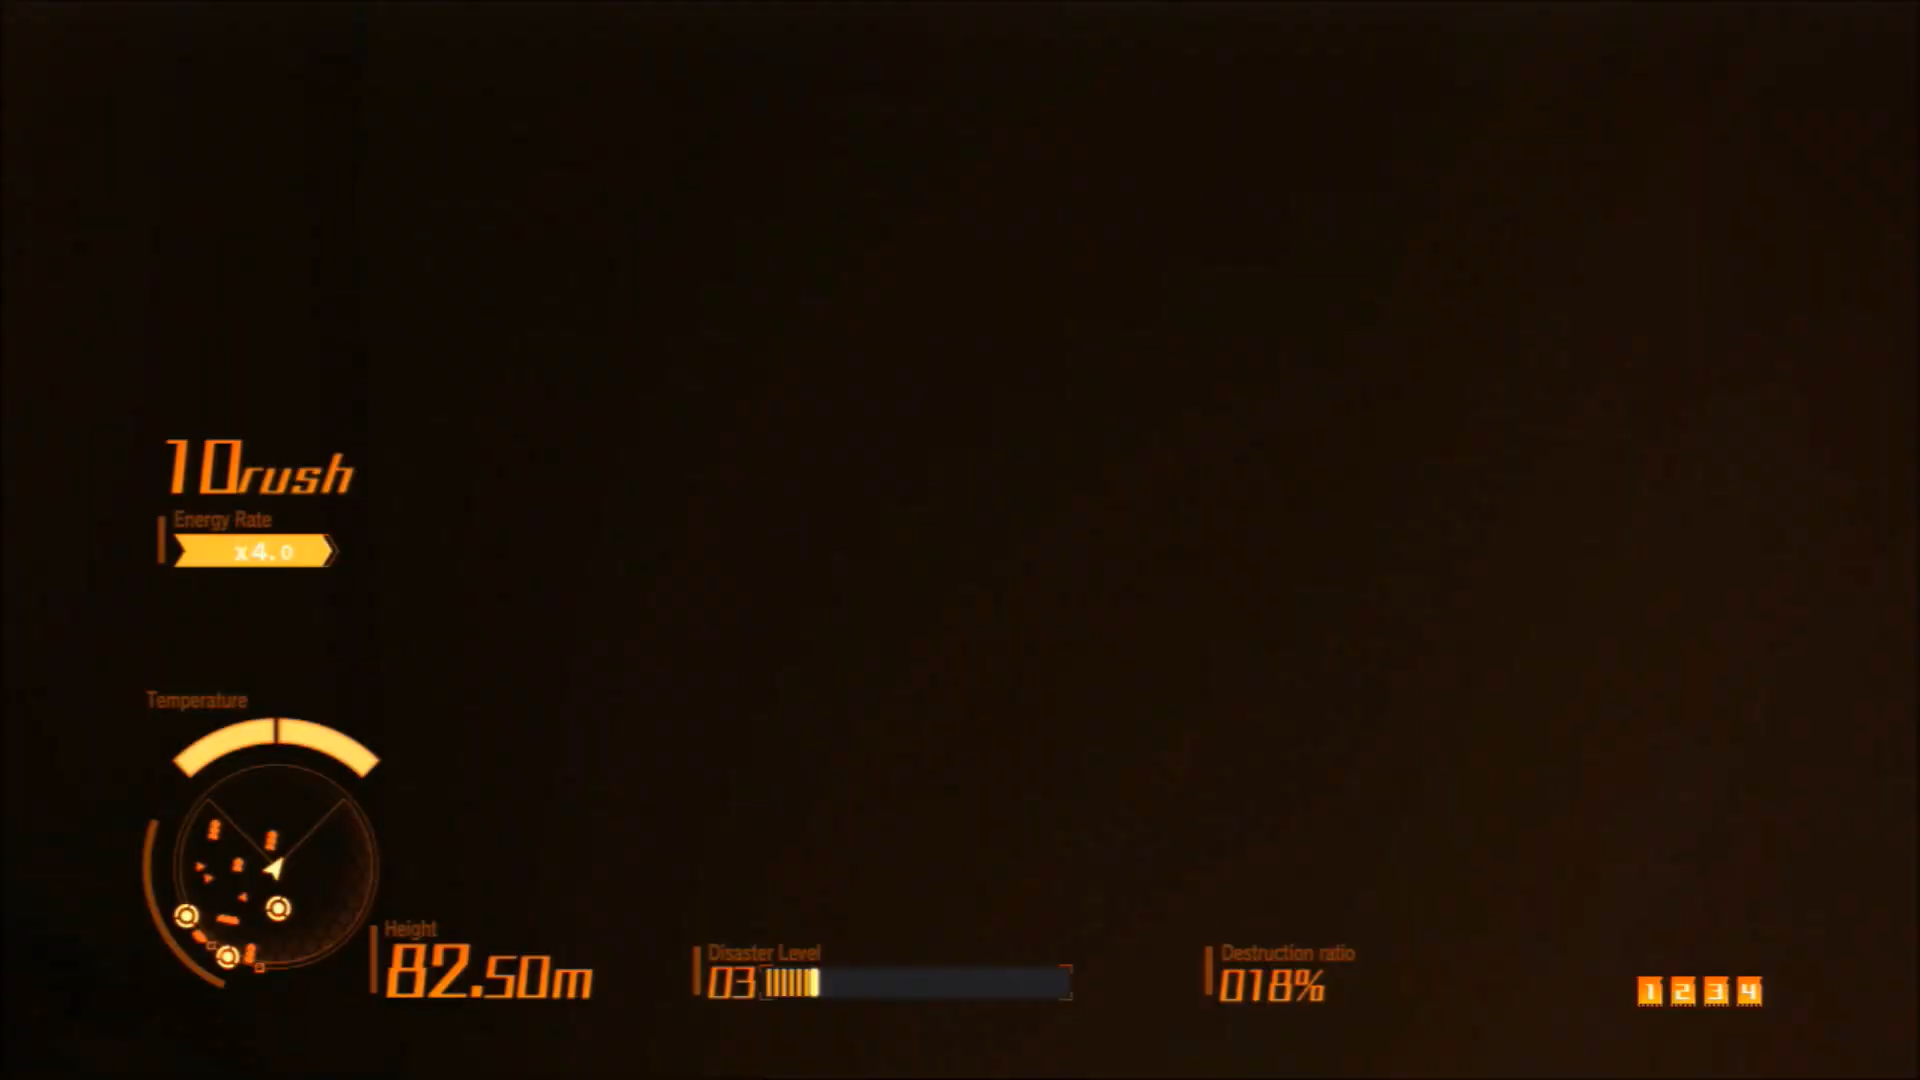 10rush
Energy Rate
x4.0
Temperature
Height
82.50m
Disaster Level
03
Destruction ratio
018%
1 2 3 4